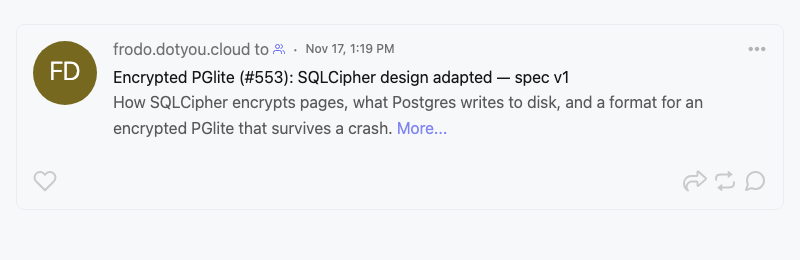 FD
frodo.dotyou.cloud to · Nov 17, 1:19 PM
Encrypted PGlite (#553): SQLCipher design adapted — spec v1
How SQLCipher encrypts pages, what Postgres writes to disk, and a format for an
encrypted PGlite that survives a crash. More...